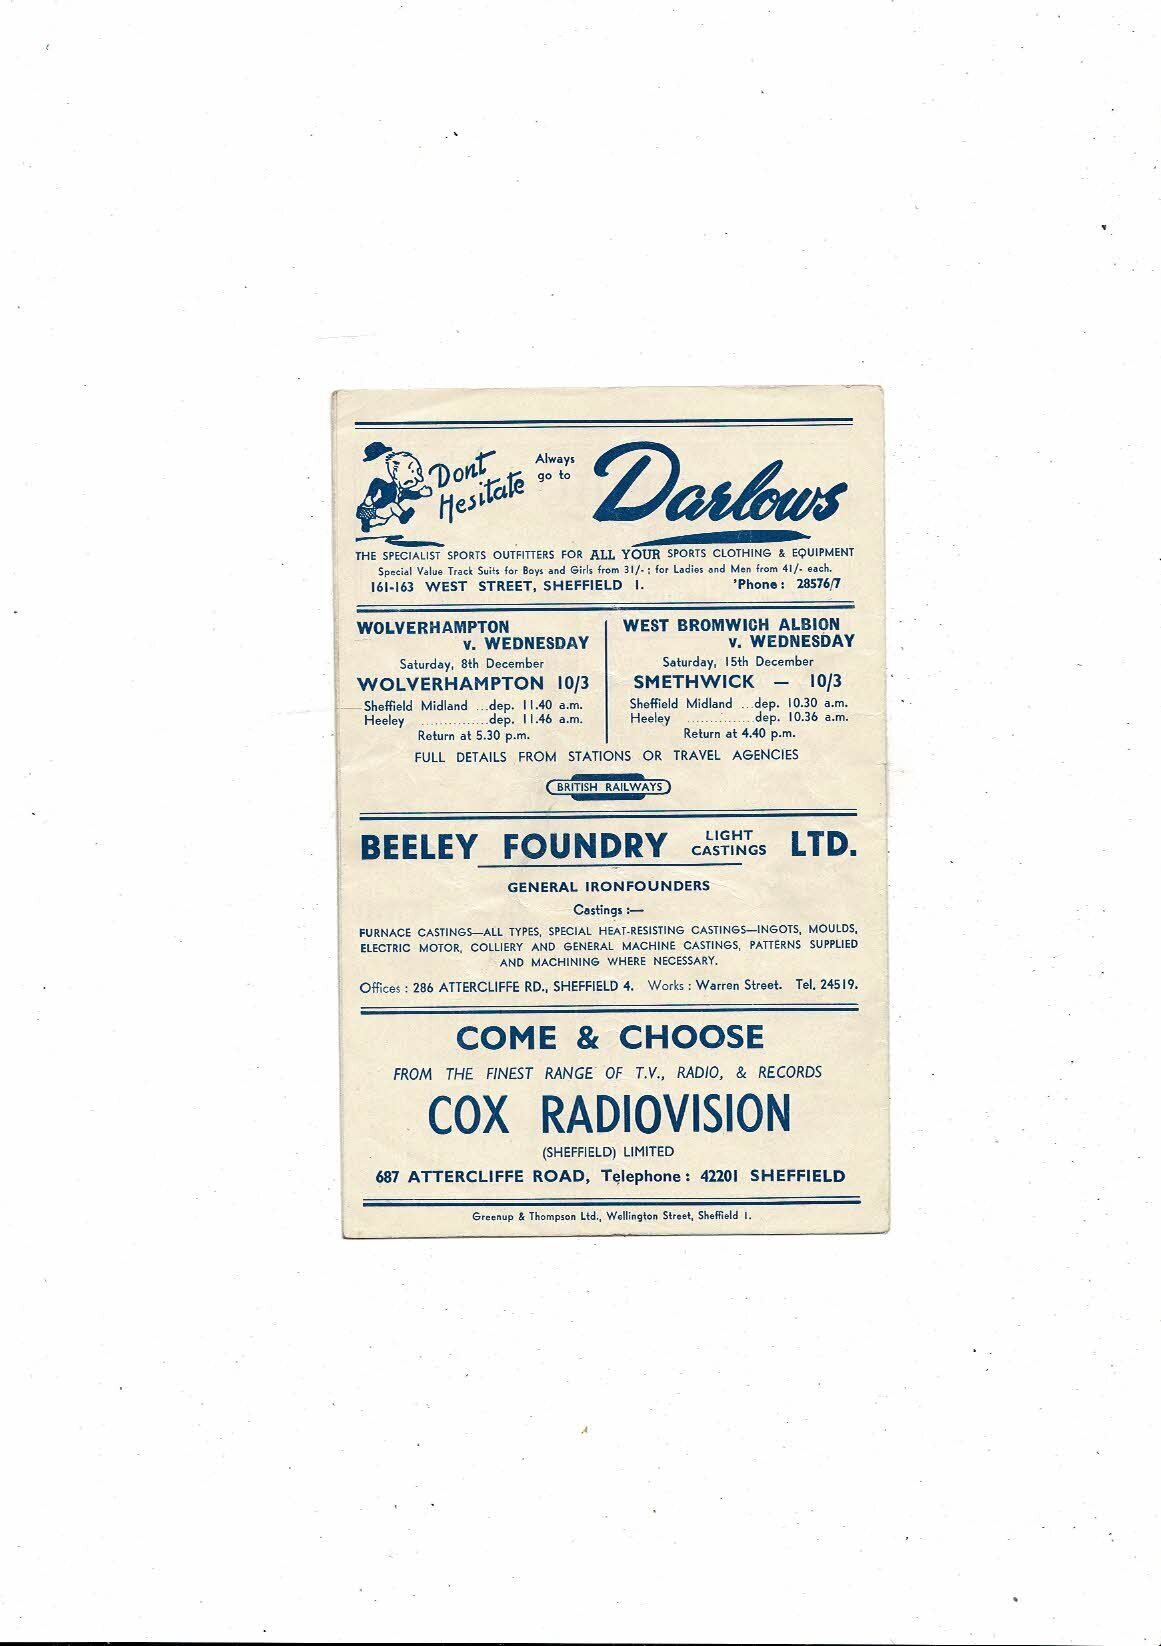 Dont
Hesitate
Always
go to
Darlows
THE SPECIALIST SPORTS OUTFITTERS FOR ALL YOUR SPORTS CLOTHING & EQUIPMENT
Special Value Track Suits for Boys and Girls from 31/- ; for Ladies and Men from 41/- each.
161-163 WEST STREET, SHEFFIELD 1. 'Phone : 28576/7
WOLVERHAMPTON
v. WEDNESDAY
Saturday, 8th December
WOLVERHAMPTON 10/3
Sheffield Midland ...dep. 11.40 a.m.
Heeley ...............dep. 11.46 a.m.
Return at 5.30 p.m.
WEST BROMWICH ALBION
v. WEDNESDAY
Saturday, 15th December
SMETHWICK — 10/3
Sheffield Midland ...dep. 10.30 a.m.
Heeley ...............dep. 10.36 a.m.
Return at 4.40 p.m.
FULL DETAILS FROM STATIONS OR TRAVEL AGENCIES
BRITISH RAILWAYS
BEELEY FOUNDRY LIGHT CASTINGS LTD.
GENERAL IRONFOUNDERS
Castings :—
FURNACE CASTINGS—ALL TYPES, SPECIAL HEAT-RESISTING CASTINGS—INGOTS, MOULDS,
ELECTRIC MOTOR, COLLIERY AND GENERAL MACHINE CASTINGS, PATTERNS SUPPLIED
AND MACHINING WHERE NECESSARY.
Offices : 286 ATTERCLIFFE RD., SHEFFIELD 4. Works : Warren Street. Tel. 24519.
COME & CHOOSE
FROM THE FINEST RANGE OF T.V., RADIO, & RECORDS
COX RADIOVISION
(SHEFFIELD) LIMITED
687 ATTERCLIFFE ROAD, Telephone : 42201 SHEFFIELD
Greenup & Thompson Ltd., Wellington Street, Sheffield 1.